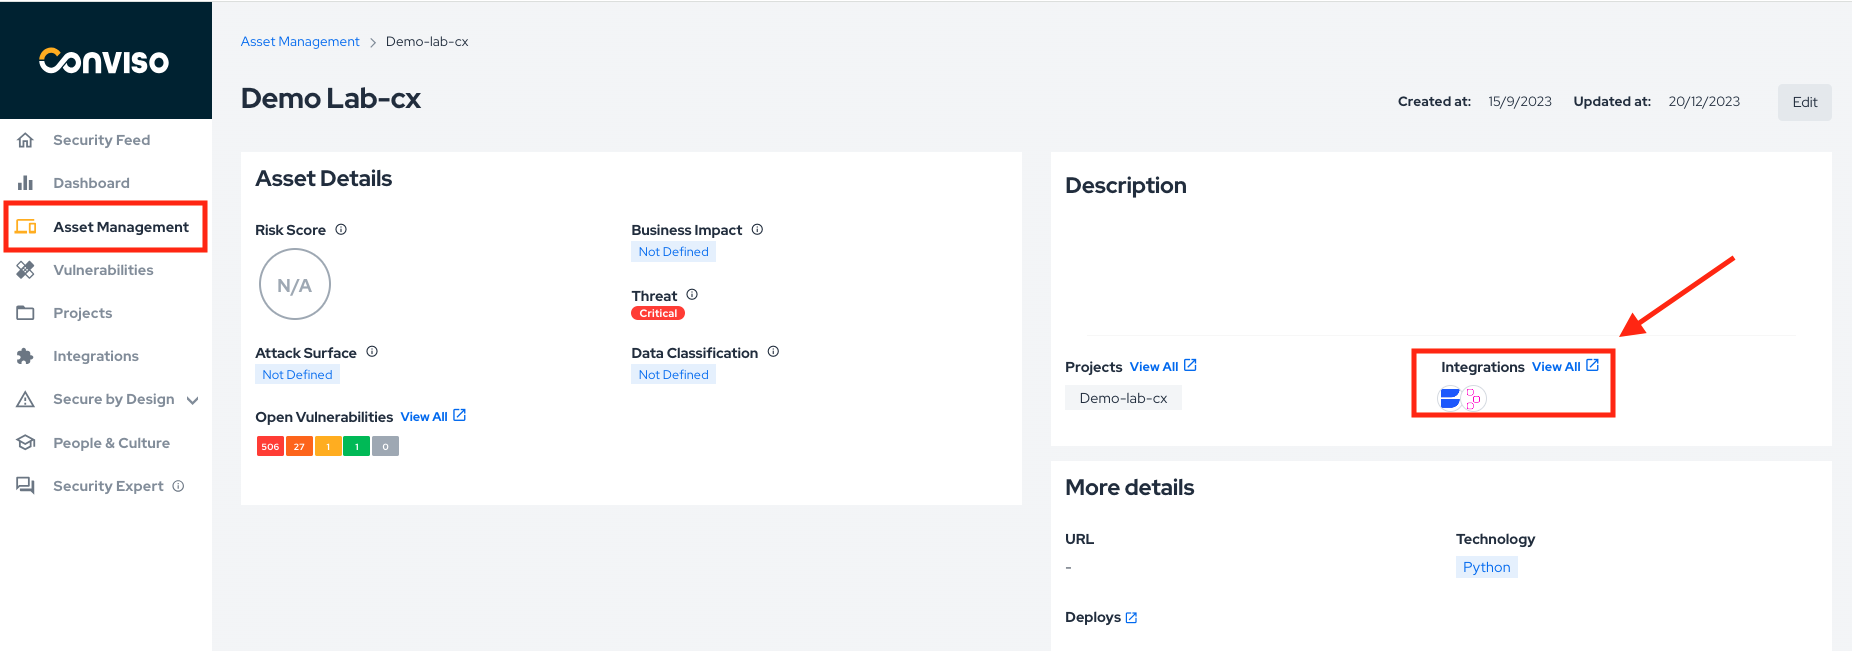 CONVISO
Asset Management > Demo-lab-cx
Demo Lab-cx
Created at: 15/9/2023 Updated at: 20/12/2023 Edit
Security Feed
Dashboard
Asset Management
Vulnerabilities
Projects
Integrations
Secure by Design
People & Culture
Security Expert
Asset Details
Risk Score
N/A
Business Impact
Not Defined
Threat
Critical
Attack Surface
Not Defined
Data Classification
Not Defined
Open Vulnerabilities View All
506 27 1 1 0
Description
Projects View All
Demo-lab-cx
Integrations View All
More details
URL
-
Technology
Python
Deploys